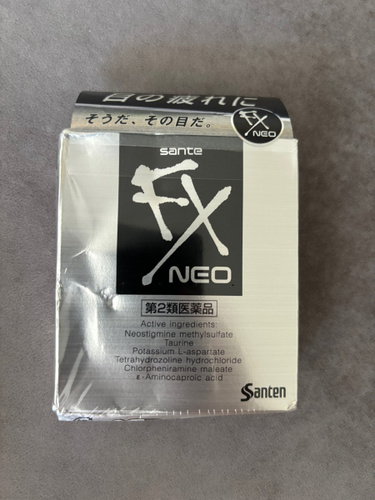 目の疲れに
そうだ、その目だ。
FX
NEO
sante
FX
NEO
第2類医薬品
Active ingredients:
Neostigmine methylsulfate
Taurine
Potassium L-aspartate
Tetrahydrozoline hydrochloride
Chlorpheniramine maleate
ε-Aminocaproic acid
Santen